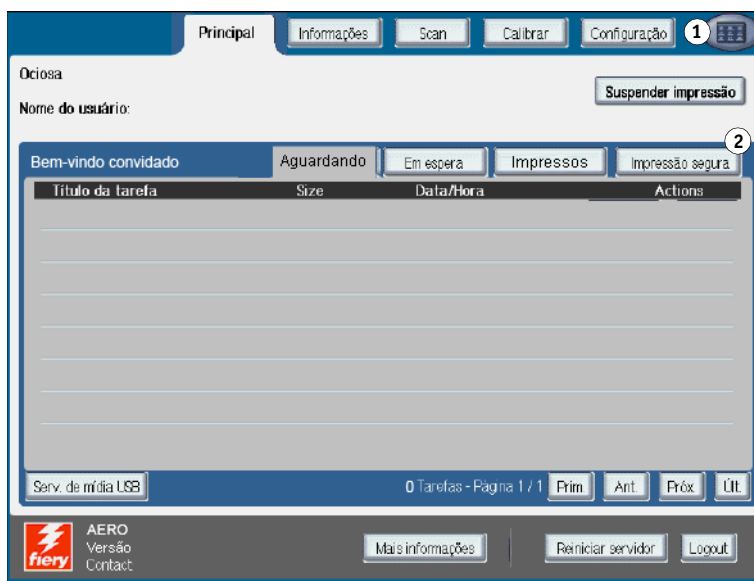 Principal Informações Scan Calibrar Configuração 1
Ociosa
Suspender impressão
Nome do usuário:
2
Bem-vindo convidado Aguardando Em espera Impressos Impressão segura
Título da tarefa Size Data/Hora Actions
Serv. de mídia USB 0 Tarefas - Página 1 / 1 Prim Ant. Próx Últ.
fiery
AERO
Versão
Contact
Mais informações Reiniciar servidor Logout